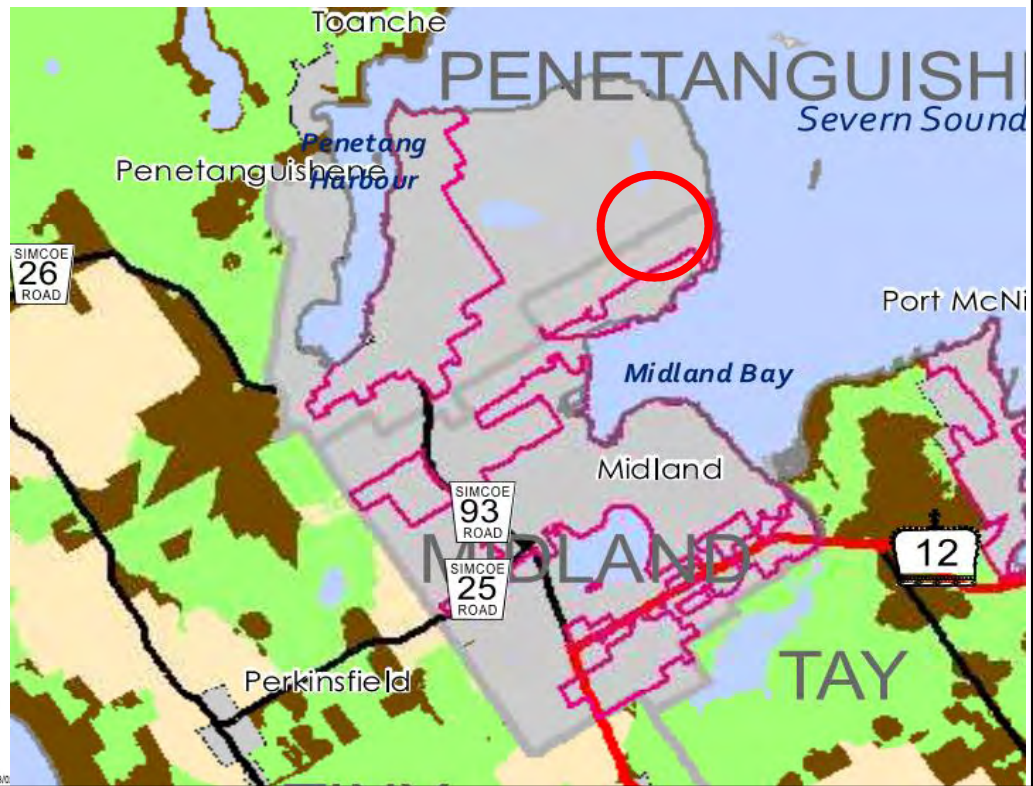 Toanche
PENETANGUISH
Severn Sound
Penetang
Harbour
Penetanguishene
SIMCOE
26
ROAD
Port McNi
Midland Bay
Midland
SIMCOE
93
ROAD
MIDLAND
12
SIMCOE
25
ROAD
TAY
Perkinsfield